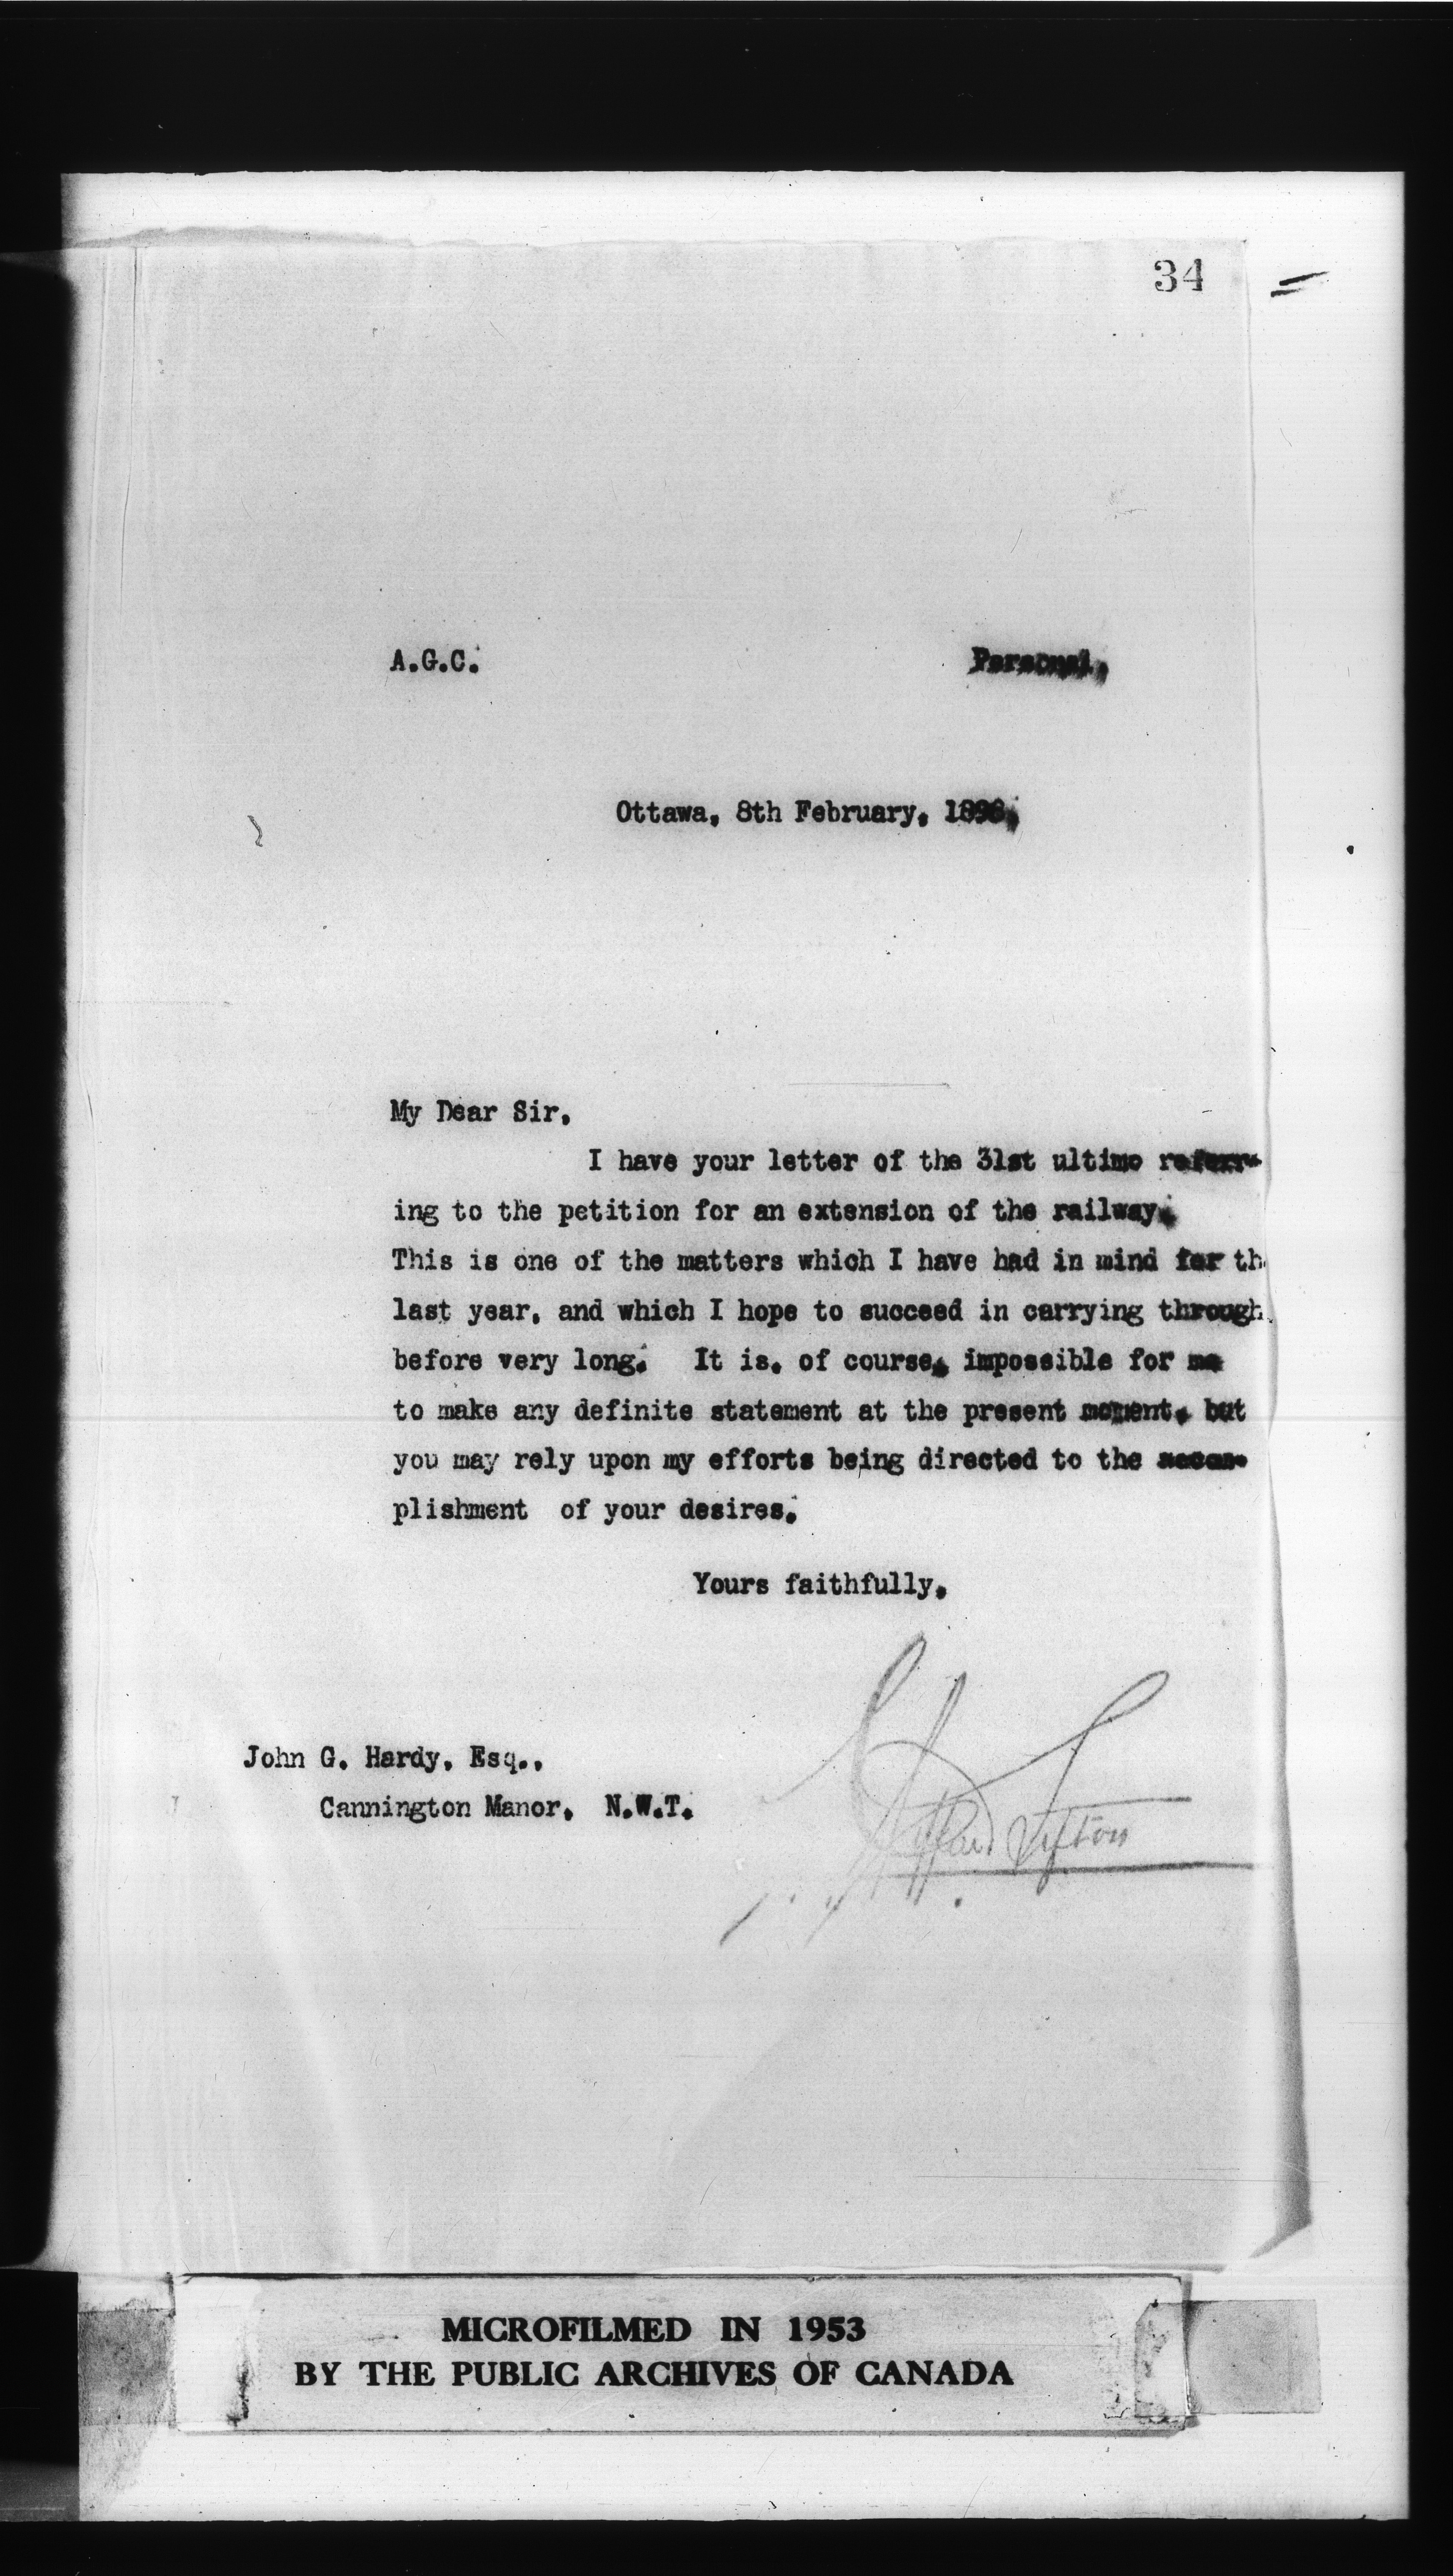 34
A.G.C.
Personal,
Ottawa, 8th February, 1898,
My Dear Sir,
I have your letter of the 31st ultimo referr-
ing to the petition for an extension of the railway.
This is one of the matters which I have had in mind for th
last year, and which I hope to succeed in carrying through
before very long. It is, of course, impossible for me
to make any definite statement at the present moment, but
you may rely upon my efforts being directed to the accom-
plishment of your desires.
Yours faithfully,
Clifford Sifton
John G. Hardy, Esq.,
Cannington Manor, N.W.T.
MICROFILMED IN 1953
BY THE PUBLIC ARCHIVES OF CANADA